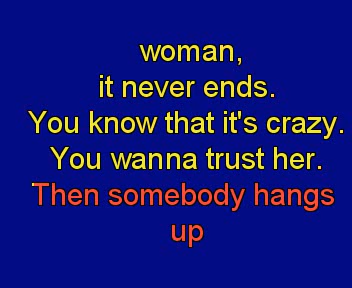 woman,
it never ends.
You know that it's crazy.
You wanna trust her.
Then somebody hangs
up